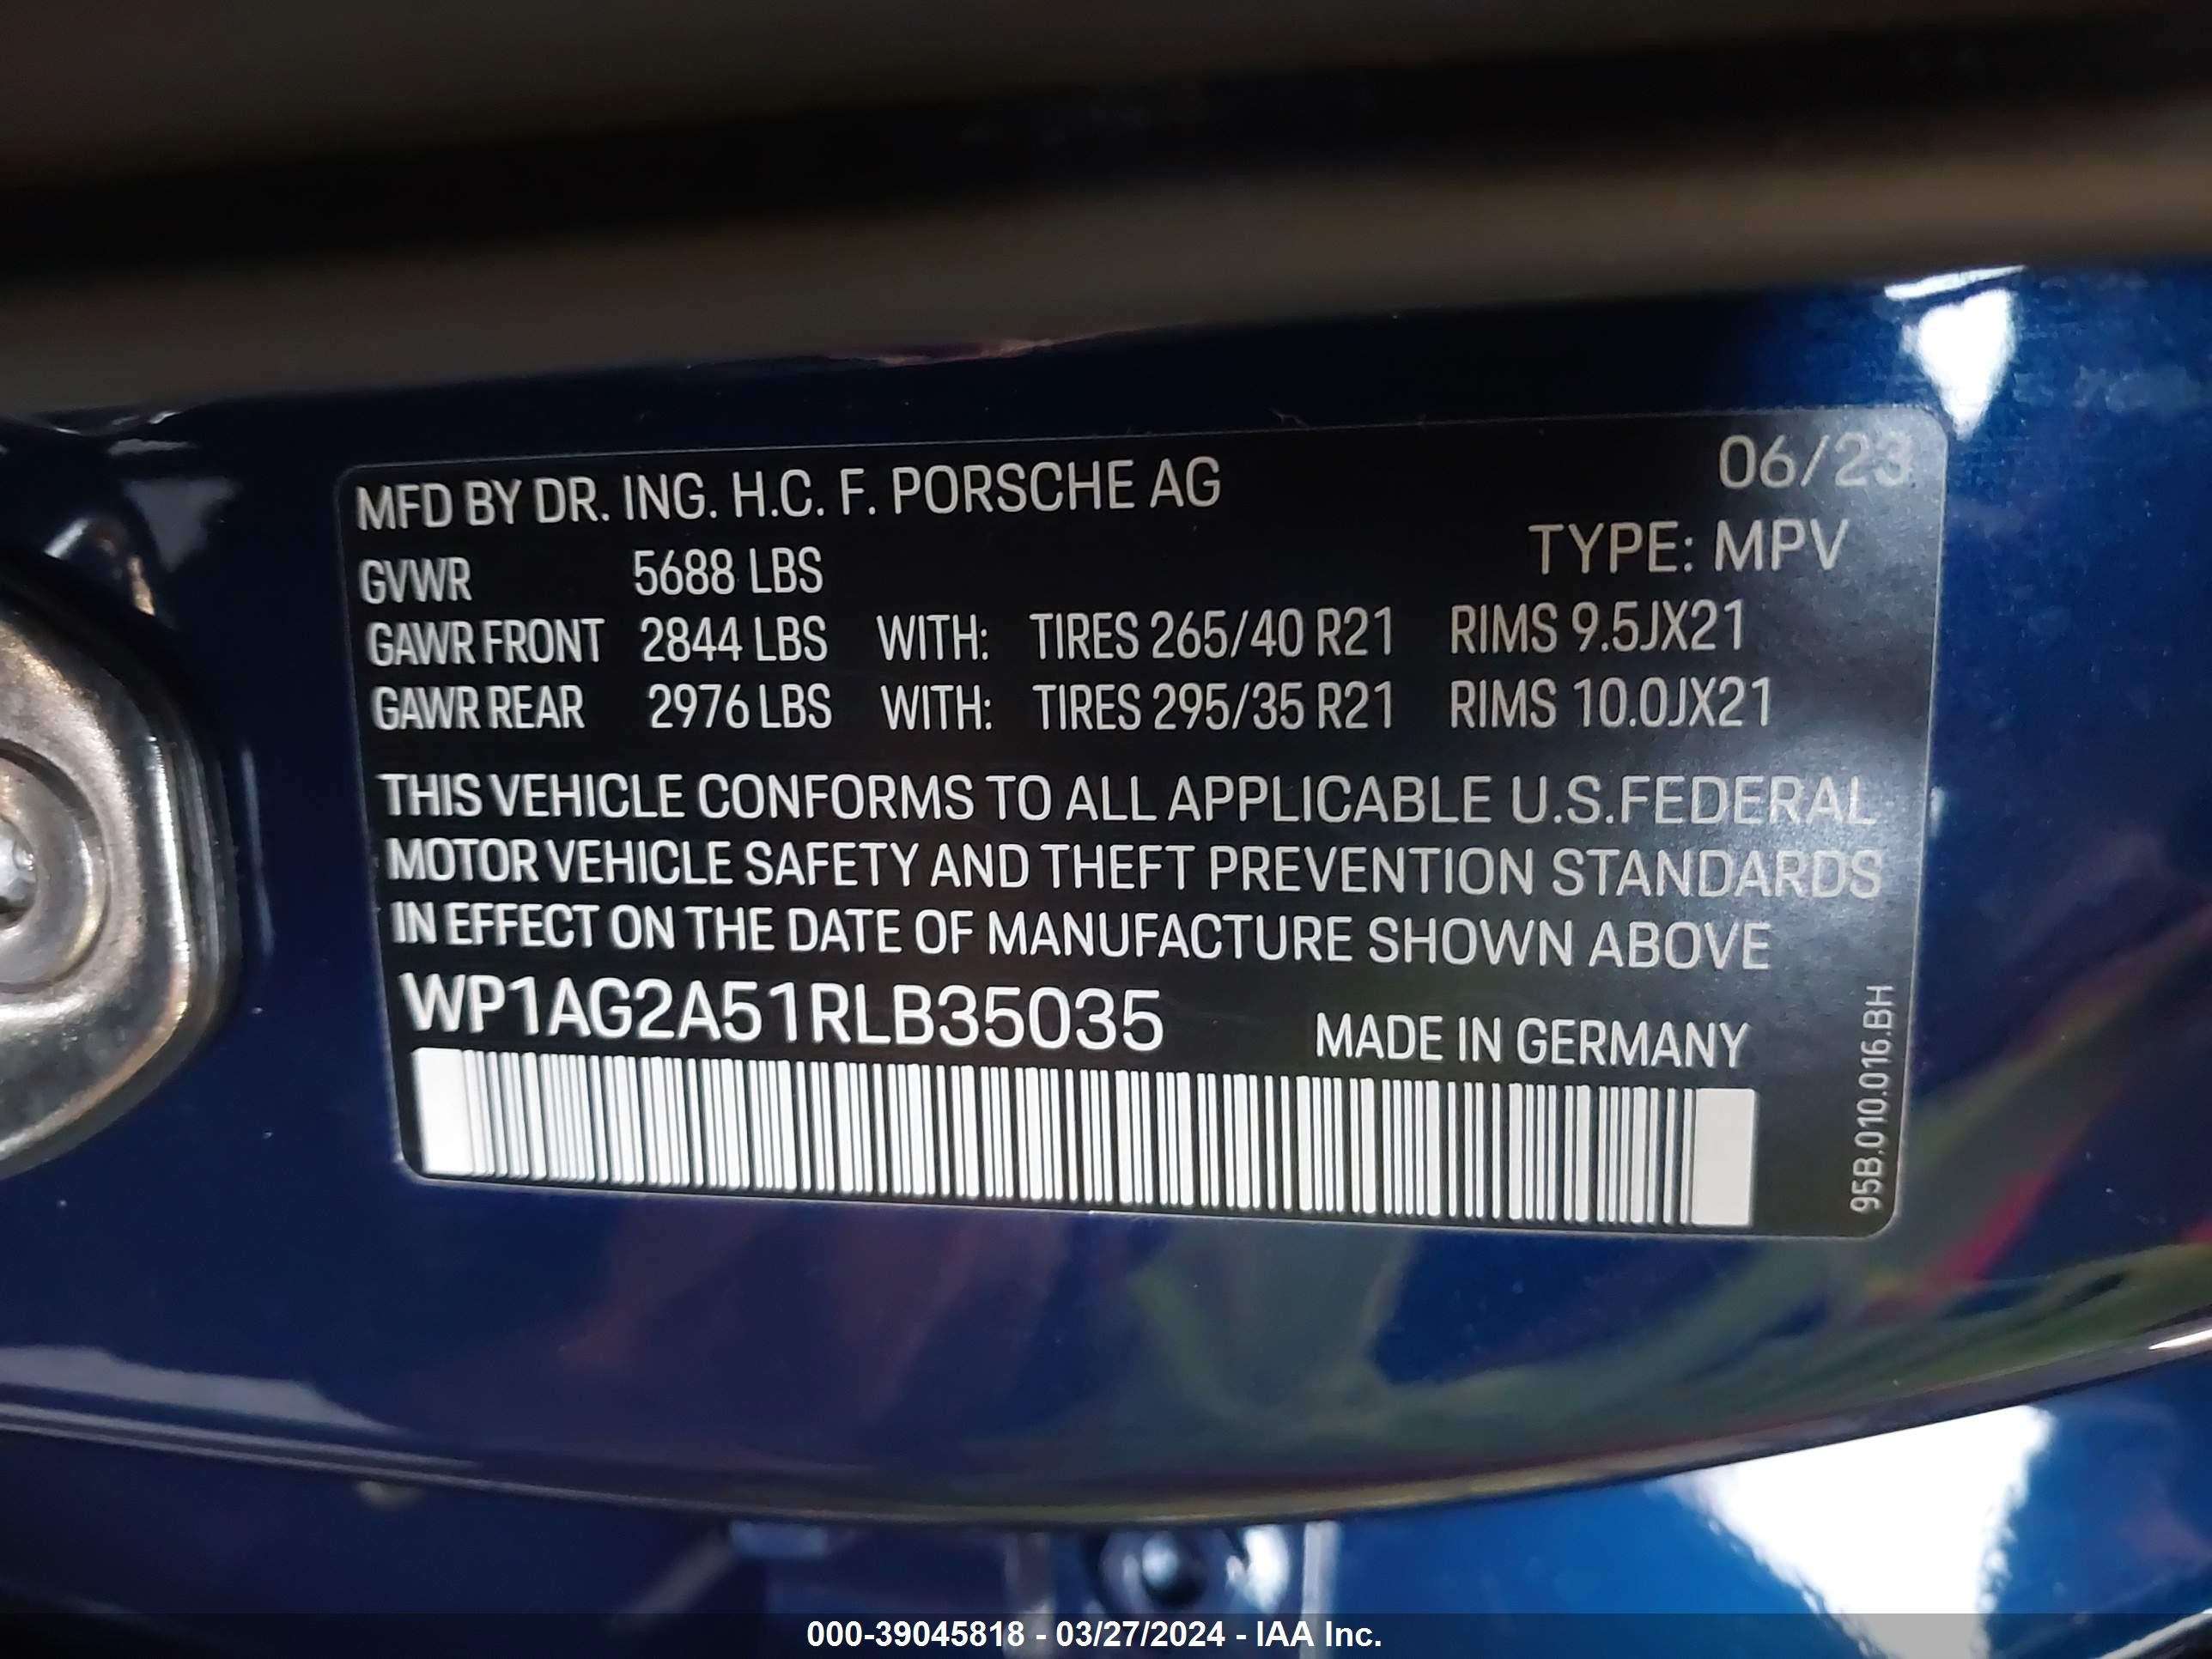 06/23
MFD BY DR. ING. H.C. F. PORSCHE AG
TYPE: MPV
GVWR 5688 LBS
GAWR FRONT 2844 LBS WITH: TIRES 265/40 R21 RIMS 9.5JX21
GAWR REAR 2976 LBS WITH: TIRES 295/35 R21 RIMS 10.0JX21
THIS VEHICLE CONFORMS TO ALL APPLICABLE U.S.FEDERAL
MOTOR VEHICLE SAFETY AND THEFT PREVENTION STANDARDS
IN EFFECT ON THE DATE OF MANUFACTURE SHOWN ABOVE
WP1AG2A51RLB35035
MADE IN GERMANY
95B.010.016.BH
000-39045818 - 03/27/2024 - IAA Inc.